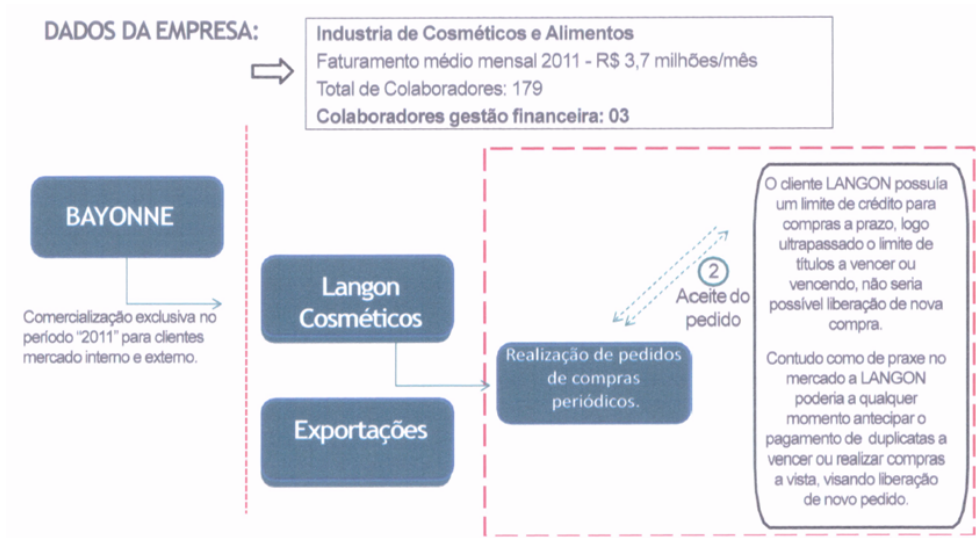 DADOS DA EMPRESA:
Industria de Cosméticos e Alimentos
Faturamento médio mensal 2011 - R$ 3,7 milhões/mês
Total de Colaboradores: 179
Colaboradores gestão financeira: 03
BAYONNE
Comercialização exclusiva no
período "2011" para clientes
mercado interno e externo.
Langon
Cosméticos
Exportações
Realização de pedidos
de compras
periódicos.
2
Aceite do
pedido
O cliente LANGON possuía
um limite de crédito para
compras a prazo, logo
ultrapassado o limite de
títulos a vencer ou
vencendo, não seria
possível liberação de nova
compra.
Contudo como de praxe no
mercado a LANGON
poderia a qualquer
momento antecipar o
pagamento de duplicatas a
vencer ou realizar compras
a vista, visando liberação
de novo pedido.